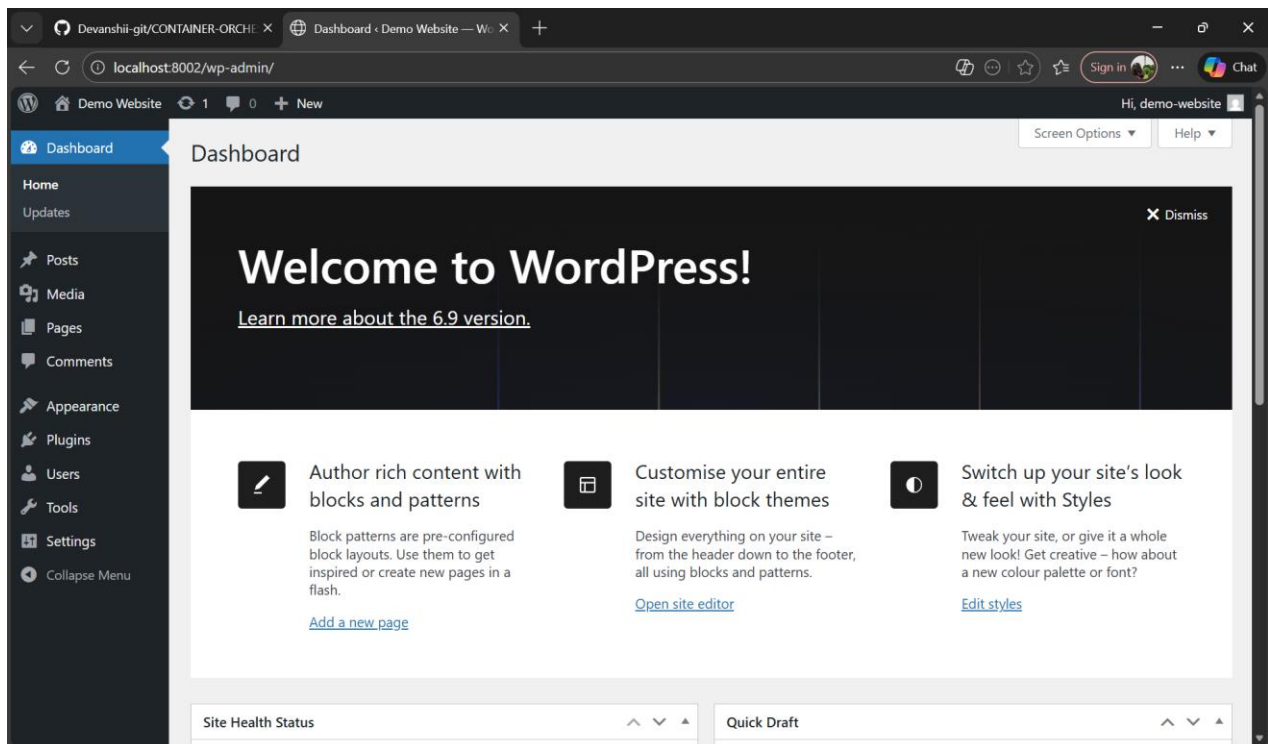 Devanshii-git/CONTAINER-ORCHE
Dashboard ‹ Demo Website — Wo
localhost:8002/wp-admin/
Sign in
Chat
Demo Website
1
0
New
Hi, demo-website
Dashboard
Home
Updates
Posts
Media
Pages
Comments
Appearance
Plugins
Users
Tools
Settings
Collapse Menu
Screen Options
Help
Dashboard
Dismiss
Welcome to WordPress!
Learn more about the 6.9 version.
Author rich content with
blocks and patterns
Block patterns are pre-configured
block layouts. Use them to get
inspired or create new pages in a
flash.
Add a new page
Customise your entire
site with block themes
Design everything on your site –
from the header down to the footer,
all using blocks and patterns.
Open site editor
Switch up your site’s look
& feel with Styles
Tweak your site, or give it a whole
new look! Get creative – how about
a new colour palette or font?
Edit styles
Site Health Status
Quick Draft